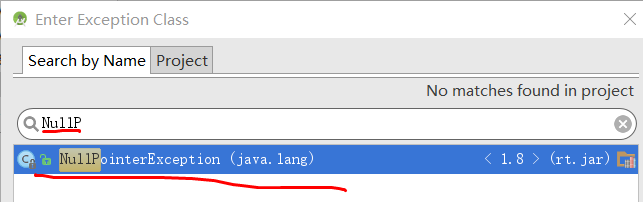 Enter Exception Class
Search by Name Project
No matches found in project
NullP
NullPointerException (java.lang) < 1.8 > (rt.jar)